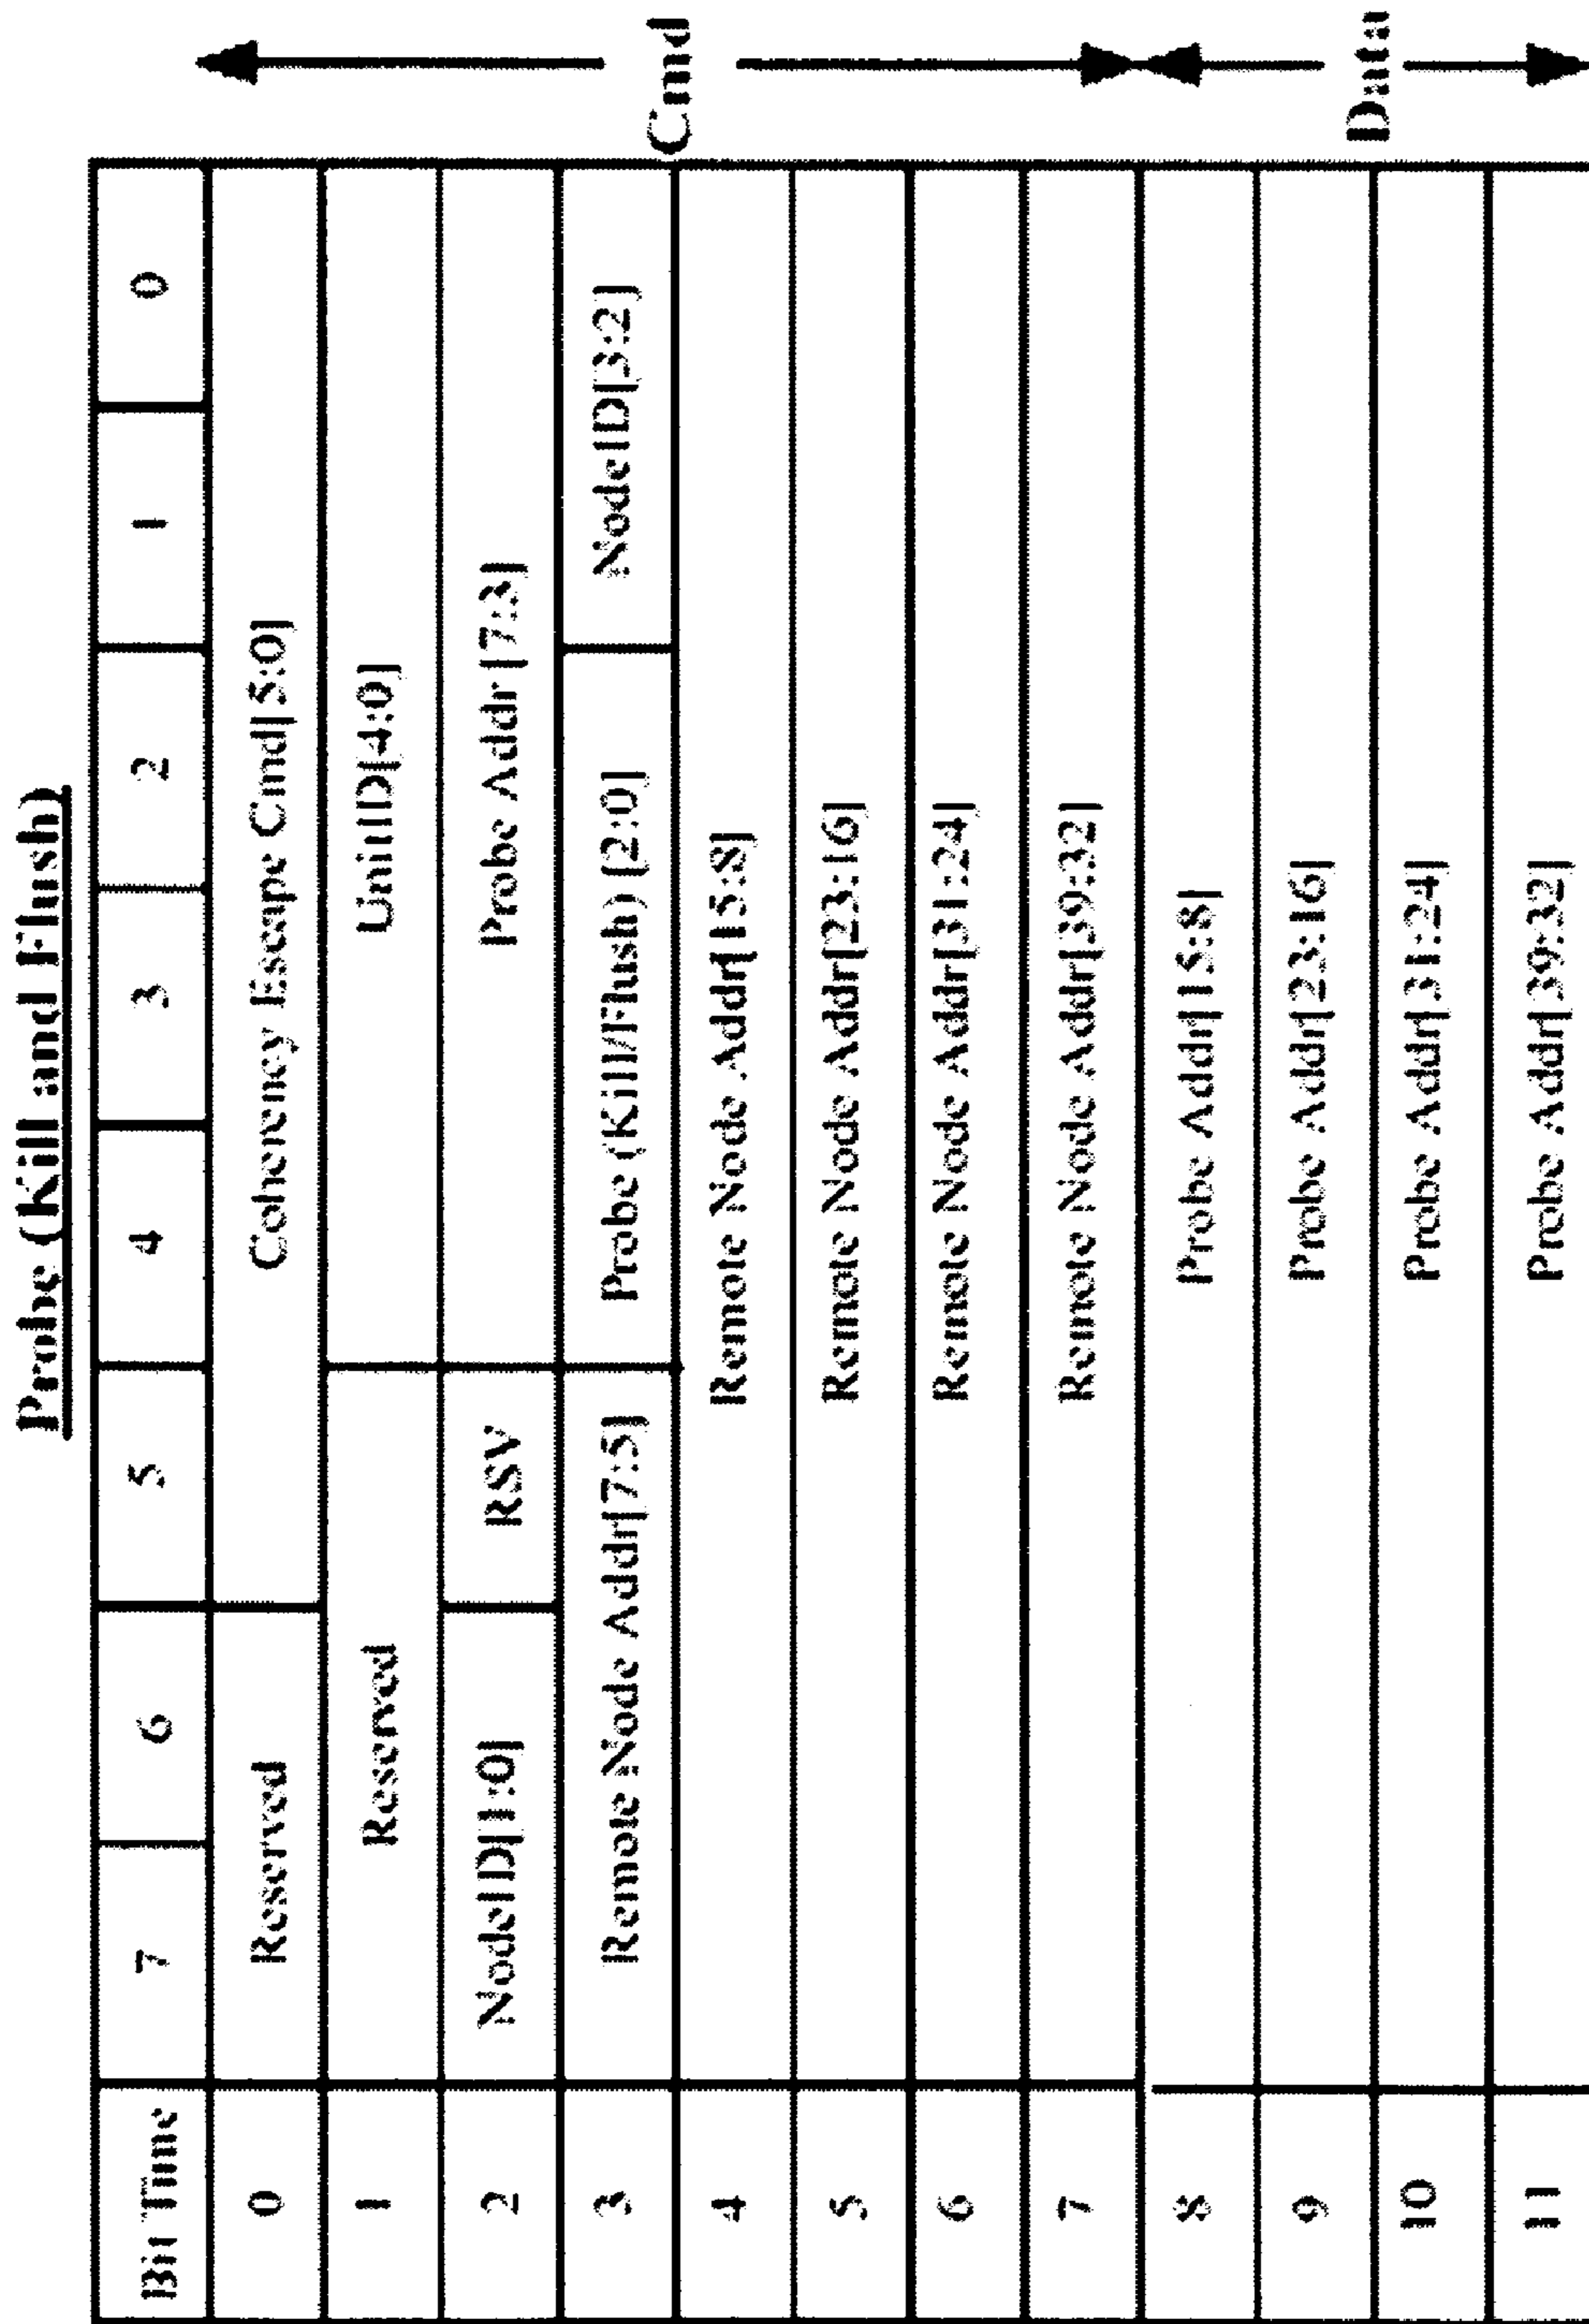 Probe (Kill and Flush)
Bit Time 7 6 5 4 3 2 1 0
0 Reserved Coherency Escape Cmd[5:0]
1 Reserved UnitID[4:0]
2 NodeID[1:0] RSV Probe Addr [7:3]
3 Remote Node Addr[7:5] Probe (Kill/Flush) [2:0] NodeID[3:2]
4 Remote Node Addr[15:8]
5 Remote Node Addr[23:16]
6 Remote Node Addr[31:24]
7 Remote Node Addr[39:32]
8 Probe Addr[15:8]
9 Probe Addr[23:16]
10 Probe Addr[31:24]
11 Probe Addr[39:32]
Cmd
Data